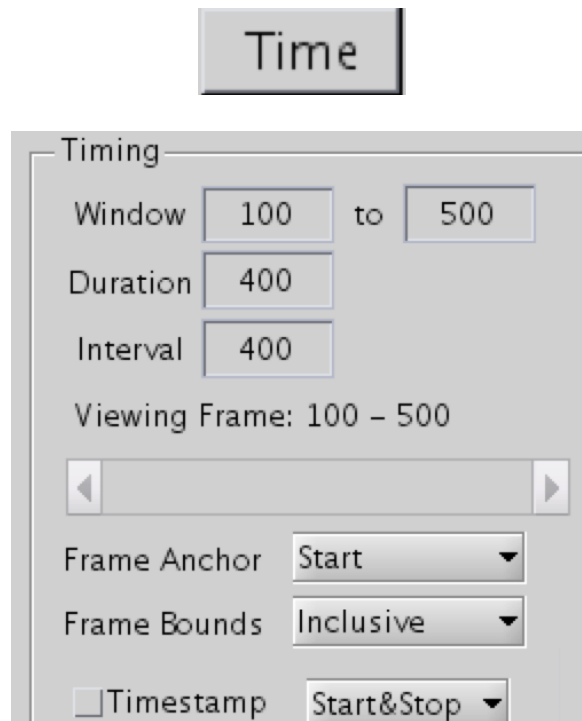 Time
Timing
Window 100 to 500
Duration 400
Interval 400
Viewing Frame: 100 – 500
Frame Anchor Start
Frame Bounds Inclusive
Timestamp Start&Stop